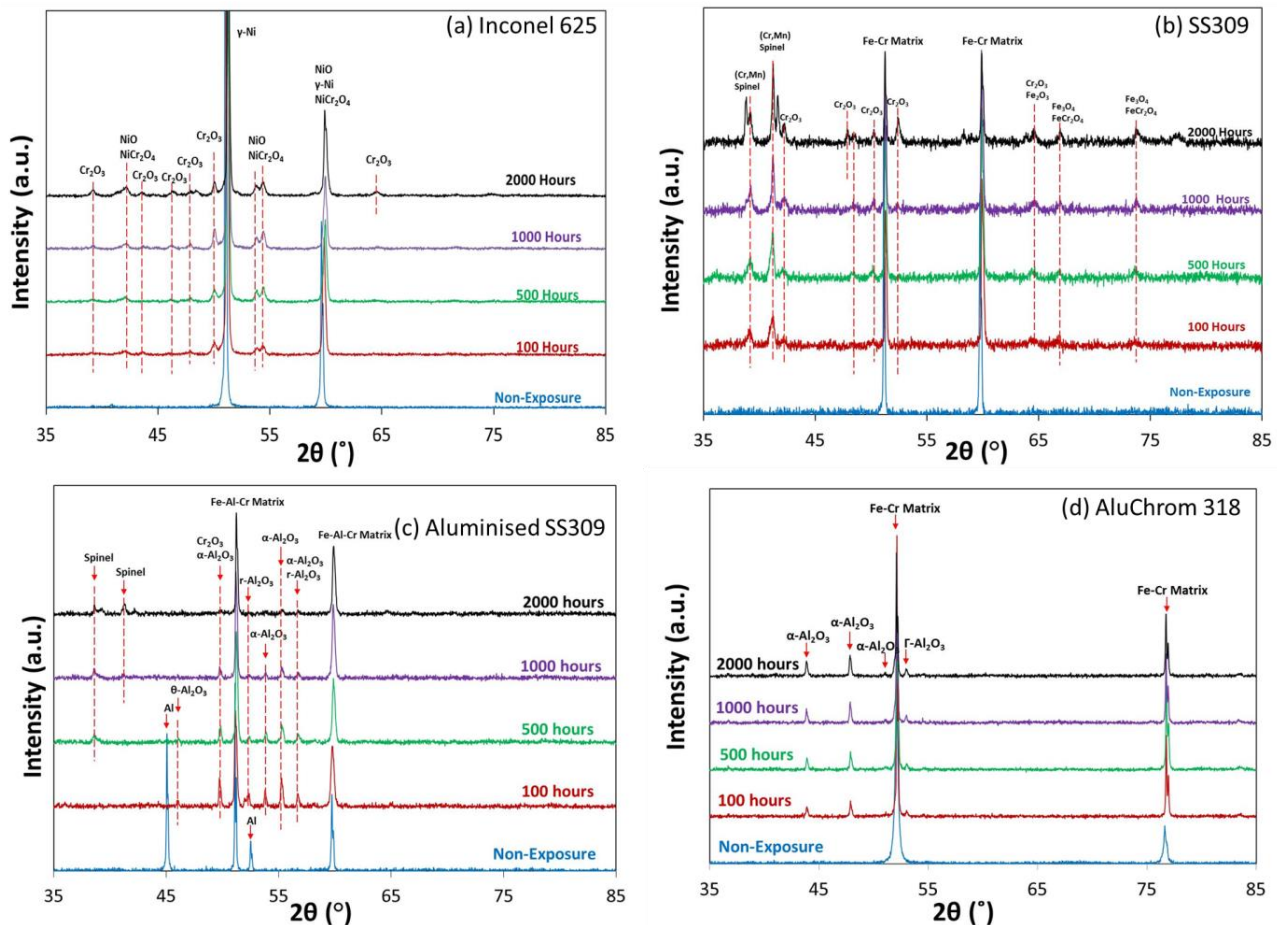 (a) Inconel 625
γ-Ni
NiO
γ-Ni
NiCr₂O₄
Cr₂O₃
NiO
NiCr₂O₄
Cr₂O₃
Cr₂O₃
Cr₂O₃
Cr₂O₃
NiO
NiCr₂O₄
Cr₂O₃
2000 Hours
1000 Hours
500 Hours
100 Hours
Non-Exposure
Intensity (a.u.)
35 45 55 65 75 85
2θ (˚)
(b) SS309
(Cr,Mn)
Spinel
(Cr,Mn)
Spinel
Cr₂O₃
Fe-Cr Matrix
Fe-Cr Matrix
Cr₂O₃
Cr₂O₃
Cr₂O₃
Cr₂O₃
Fe₂O₃
Fe₃O₄
FeCr₂O₄
Fe₃O₄
FeCr₂O₄
2000 Hours
1000 Hours
500 Hours
100 Hours
Non-Exposure
Intensity (a.u.)
35 45 55 65 75 85
2θ (°)
(c) Aluminised SS309
Fe-Al-Cr Matrix
Fe-Al-Cr Matrix
Spinel
Spinel
Cr₂O₃
α-Al₂O₃
r-Al₂O₃
α-Al₂O₃
α-Al₂O₃
r-Al₂O₃
α-Al₂O₃
θ-Al₂O₃
Al
Al
2000 hours
1000 hours
500 hours
100 hours
Non-Exposure
Intensity (a.u.)
35 45 55 65 75 85
2θ (°)
(d) AluChrom 318
Fe-Cr Matrix
Fe-Cr Matrix
α-Al₂O₃
α-Al₂O₃
α-Al₂O
Γ-Al₂O₃
2000 hours
1000 hours
500 hours
100 hours
Non-Exposure
Intensity (a.u.)
35 45 55 65 75 85
2θ (˚)